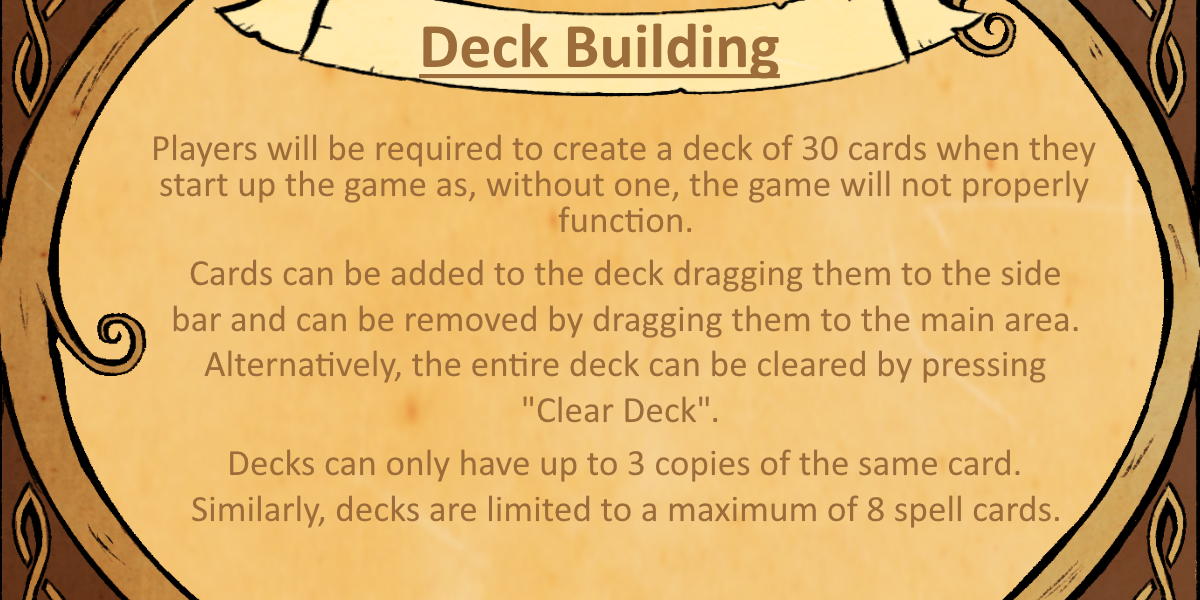 Deck Building
Players will be required to create a deck of 30 cards when they
start up the game as, without one, the game will not properly
function.
Cards can be added to the deck dragging them to the side
bar and can be removed by dragging them to the main area.
Alternatively, the entire deck can be cleared by pressing
"Clear Deck".
Decks can only have up to 3 copies of the same card.
Similarly, decks are limited to a maximum of 8 spell cards.